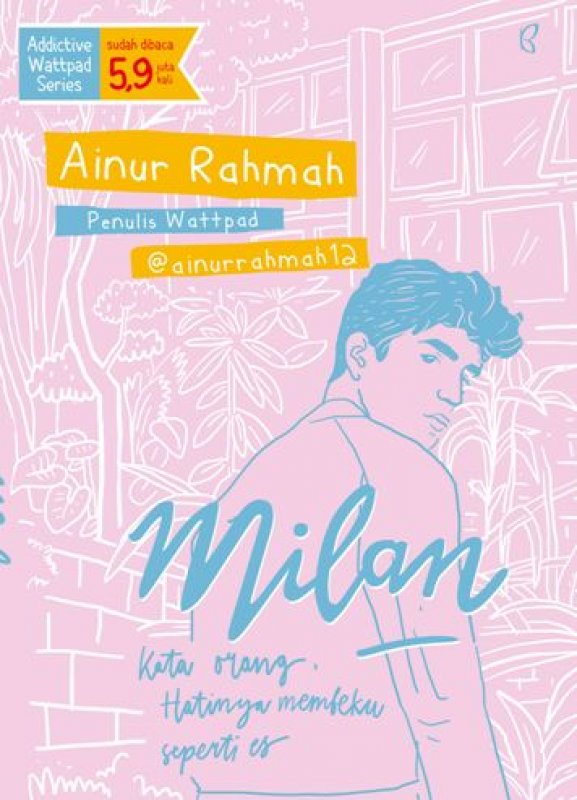 Addictive
Wattpad
Series
sudah dibaca
5,9 juta
kali
Ainur Rahmah
Penulis Wattpad
@ainurrahmah12
Milan
Kata orang,
Hatinya membeku
seperti es